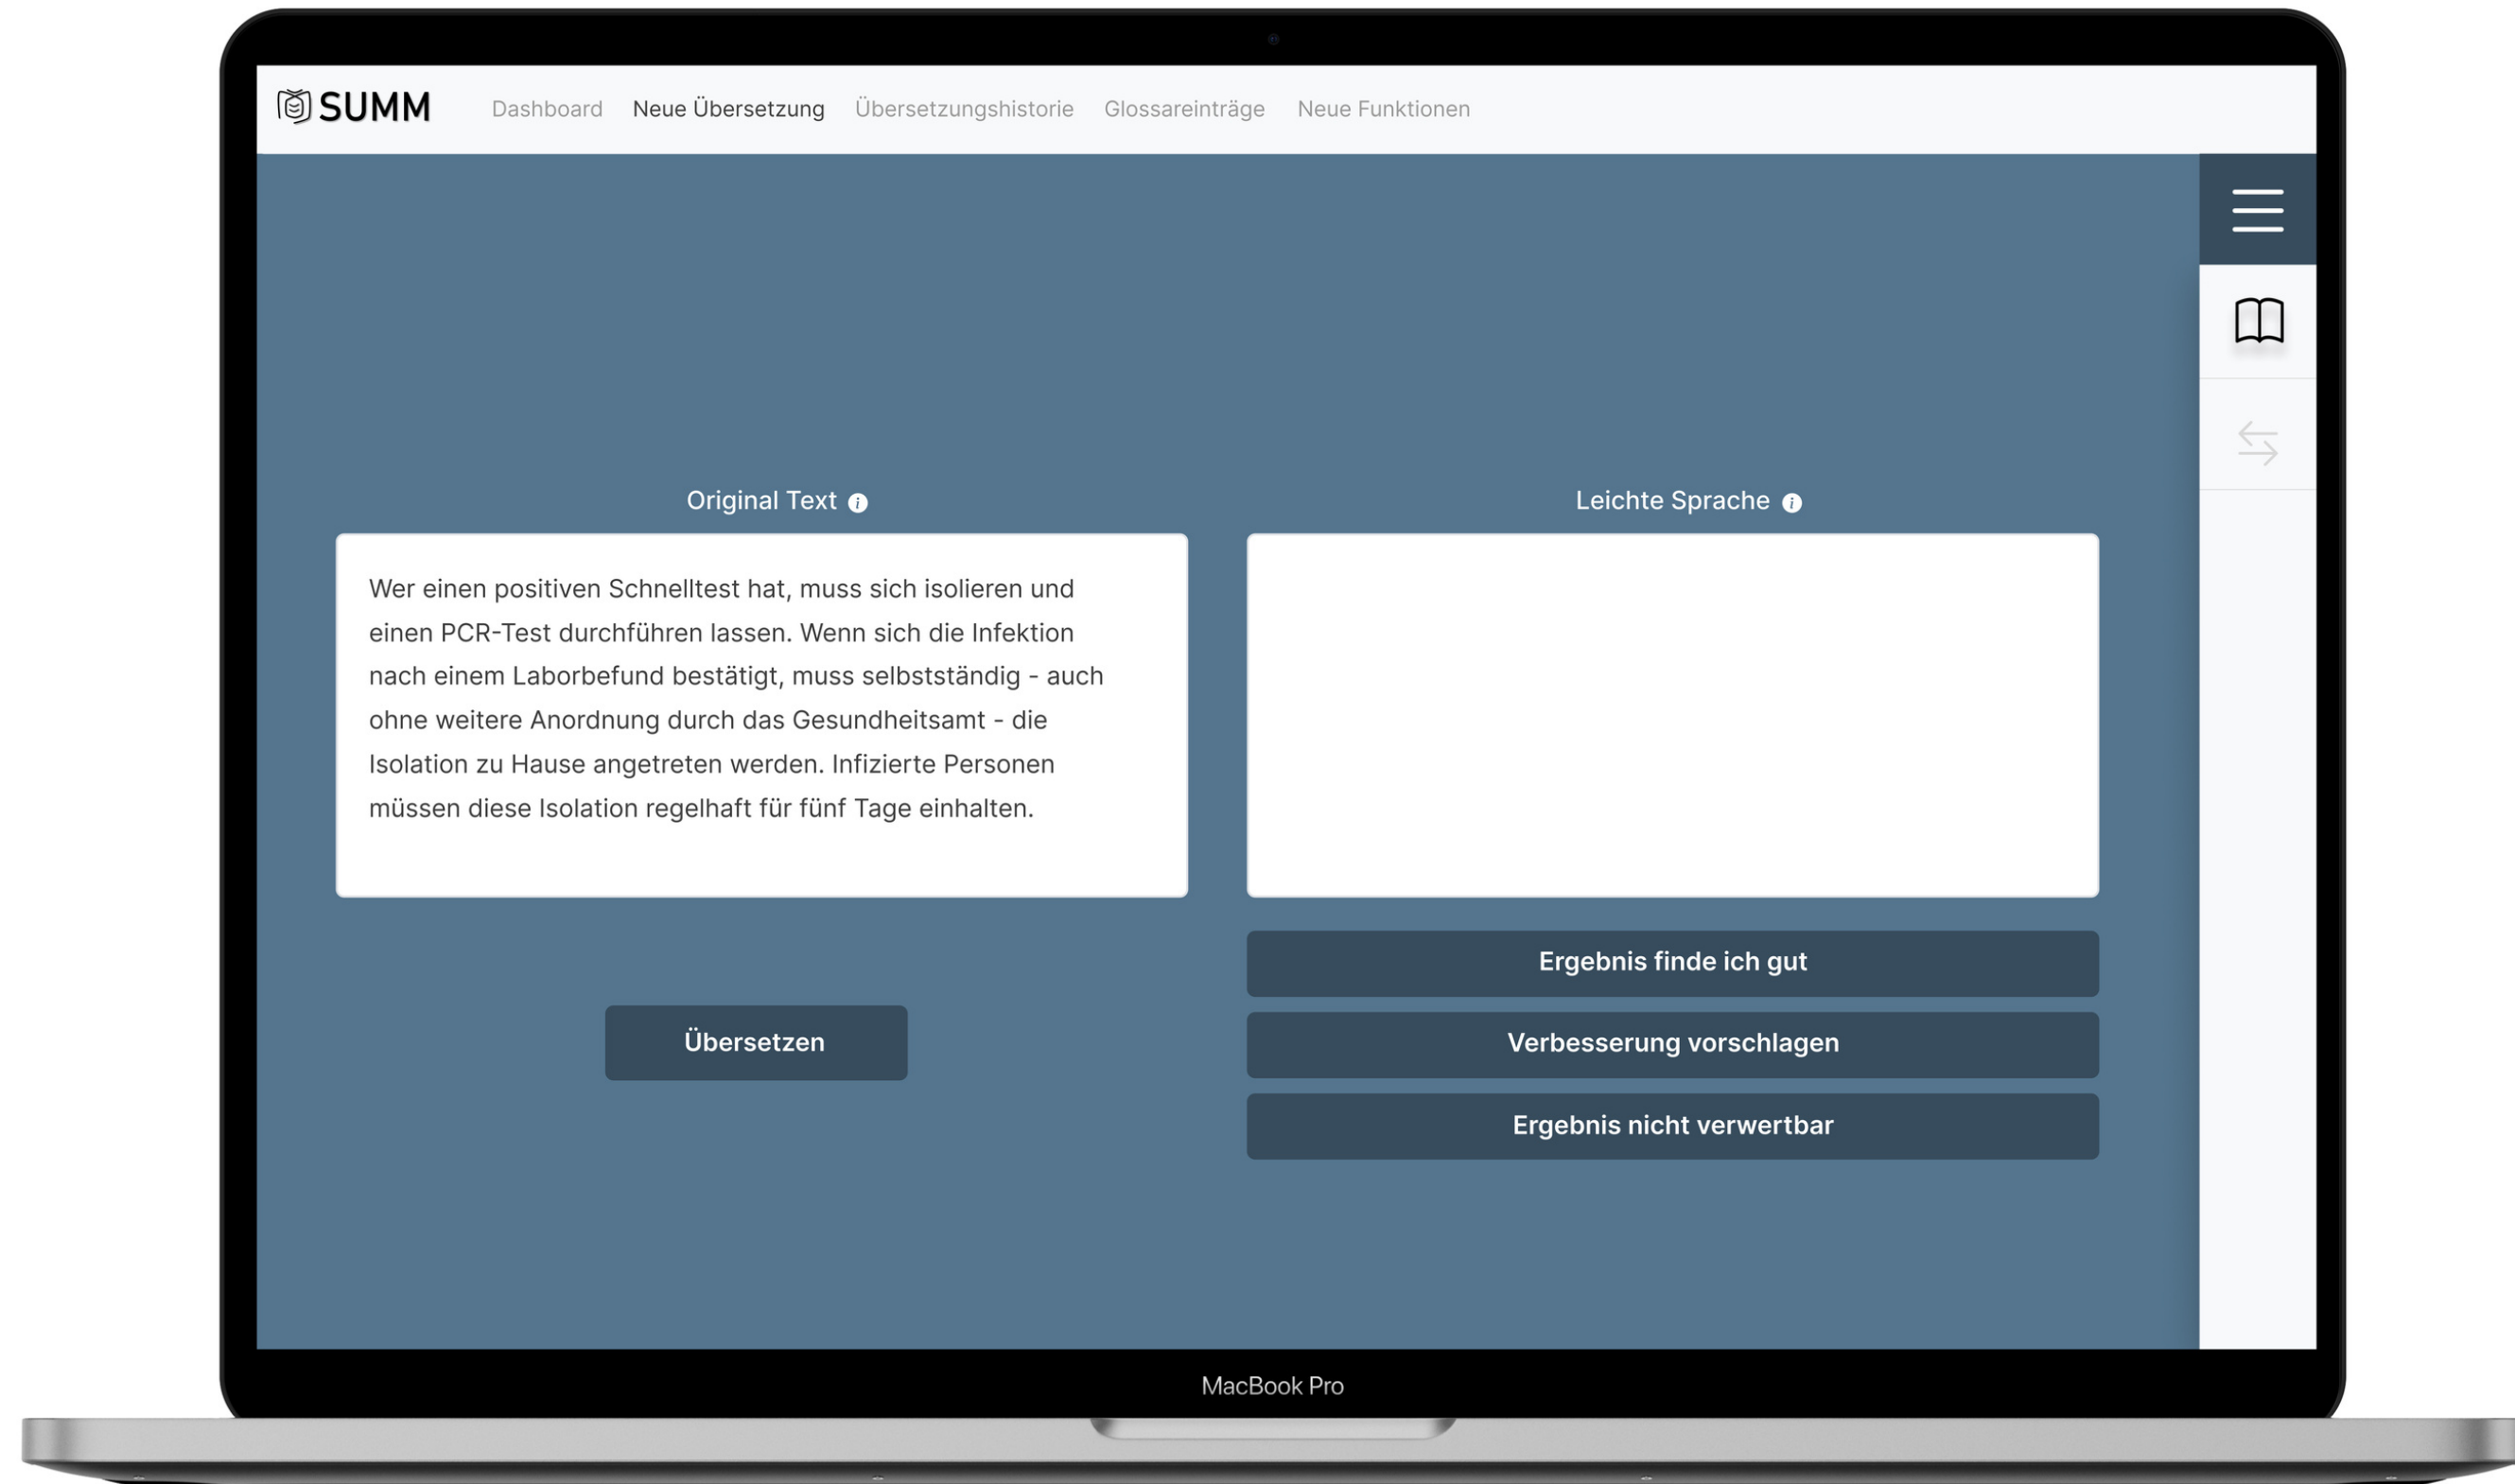 SUMM
Dashboard Neue Übersetzung Übersetzungshistorie Glossareinträge Neue Funktionen
Original Text
Wer einen positiven Schnelltest hat, muss sich isolieren und
einen PCR-Test durchführen lassen. Wenn sich die Infektion
nach einem Laborbefund bestätigt, muss selbstständig - auch
ohne weitere Anordnung durch das Gesundheitsamt - die
Isolation zu Hause angetreten werden. Infizierte Personen
müssen diese Isolation regelhaft für fünf Tage einhalten.
Übersetzen
Leichte Sprache
Ergebnis finde ich gut
Verbesserung vorschlagen
Ergebnis nicht verwertbar
MacBook Pro